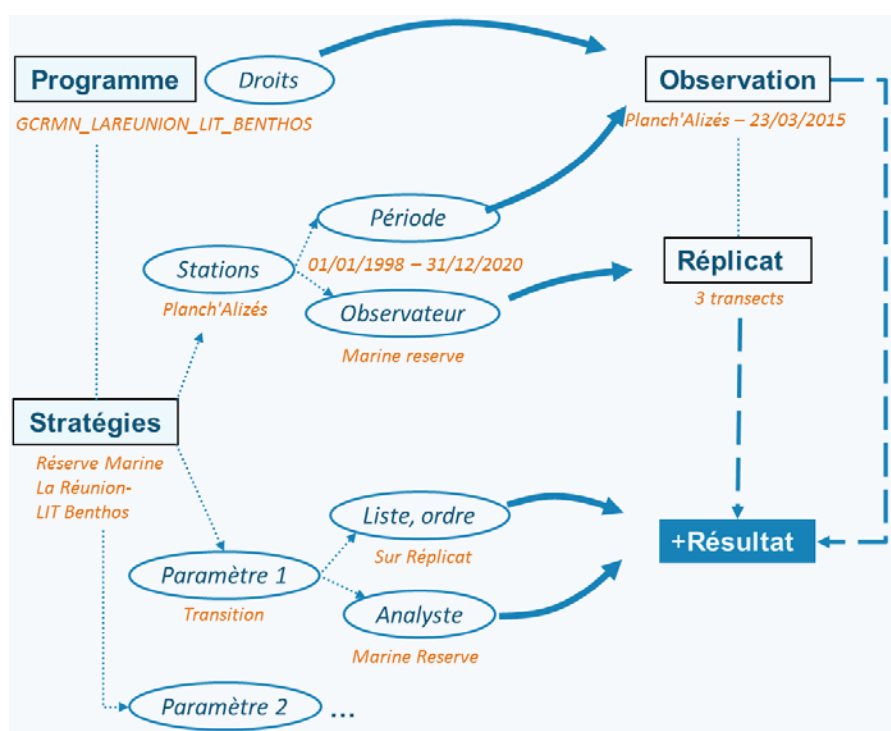 Programme
Droits
Observation
GCRMN_LAREUNION_LIT_BENTHOS
Planch'Alizés – 23/03/2015
Période
Stations
01/01/1998 – 31/12/2020
Réplicat
Planch'Alizés
Observateur
3 transects
Marine reserve
Stratégies
Réserve Marine
La Réunion-
LIT Benthos
Liste, ordre
+Résultat
Sur Réplicat
Paramètre 1
Transition
Analyste
Marine Reserve
Paramètre 2 ...